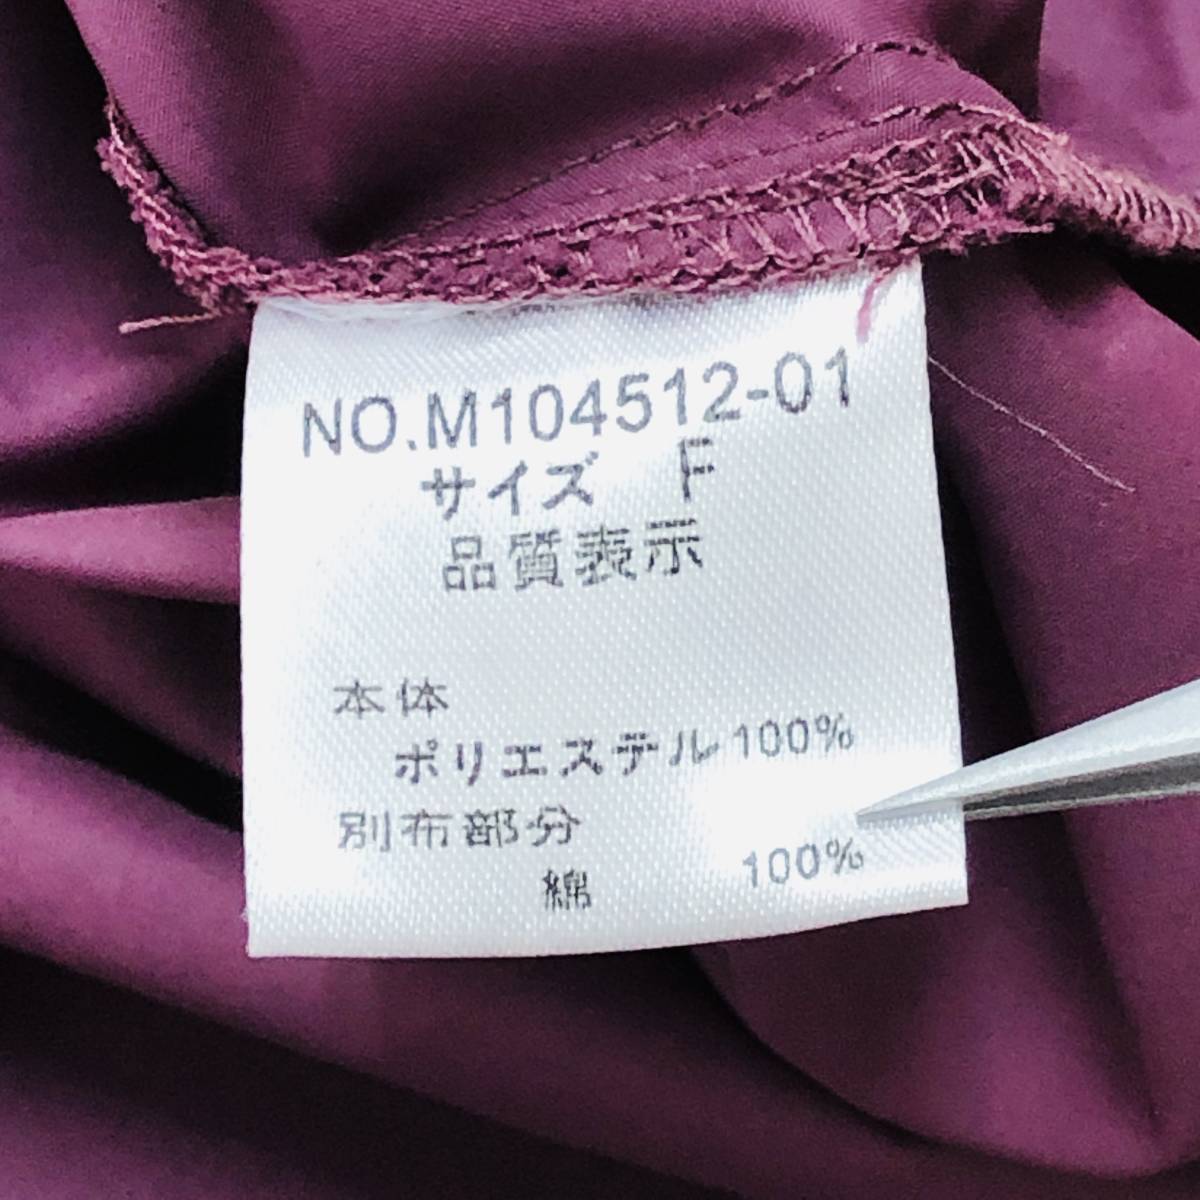 NO.M104512-01
サイズ F
品質表示
本体
ポリエステル100%
別布部分
綿 100%